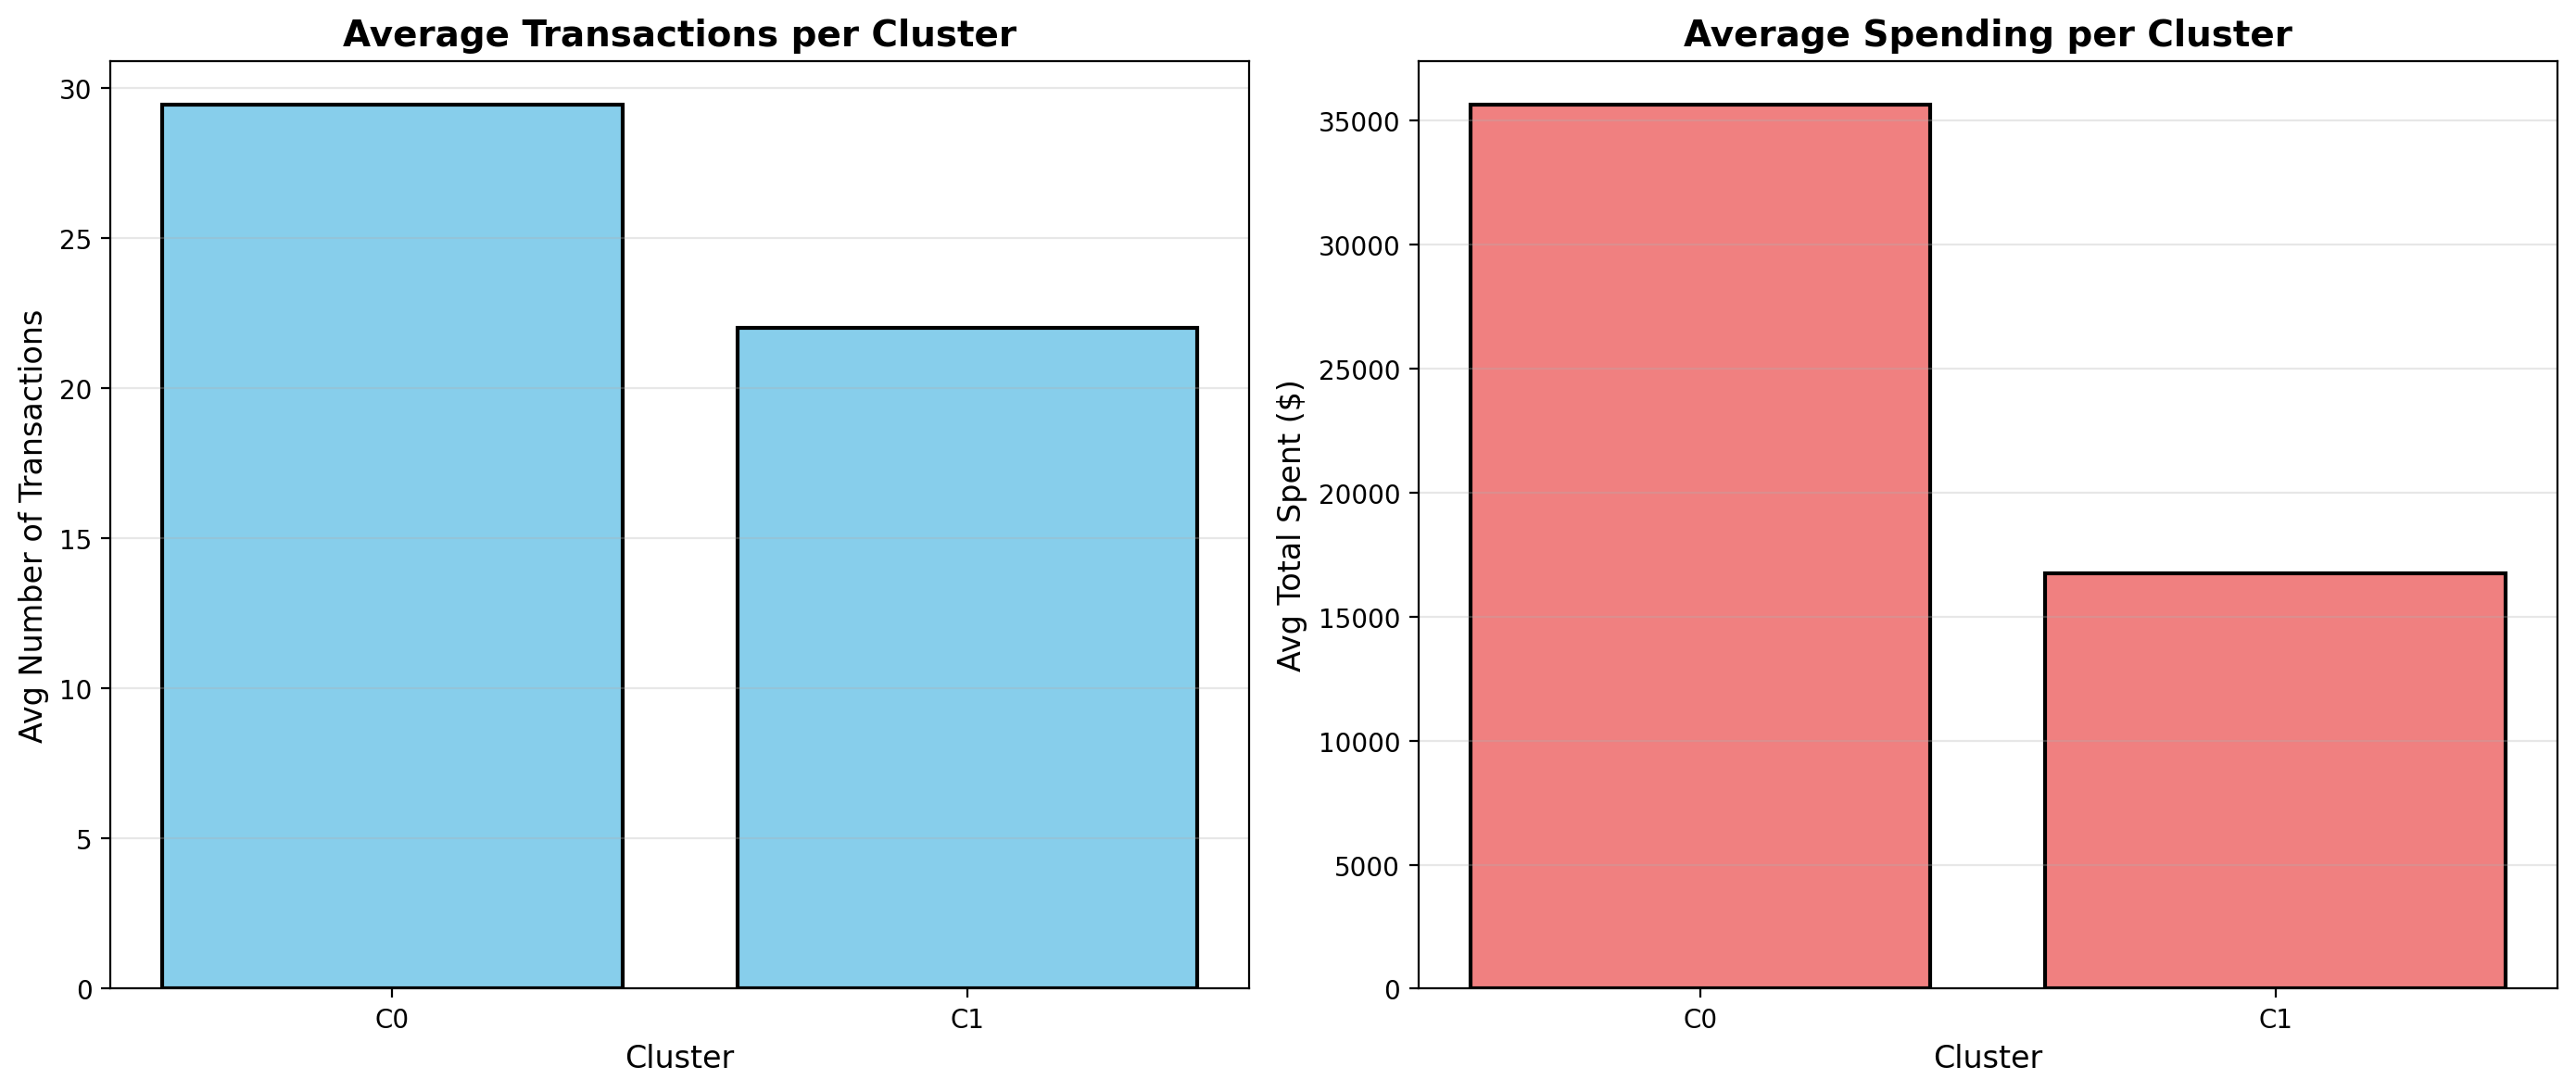 Average Transactions per Cluster
Avg Number of Transactions
30
25
20
15
10
5
0
C0
C1
Cluster
Average Spending per Cluster
Avg Total Spent ($)
35000
30000
25000
20000
15000
10000
5000
0
C0
C1
Cluster